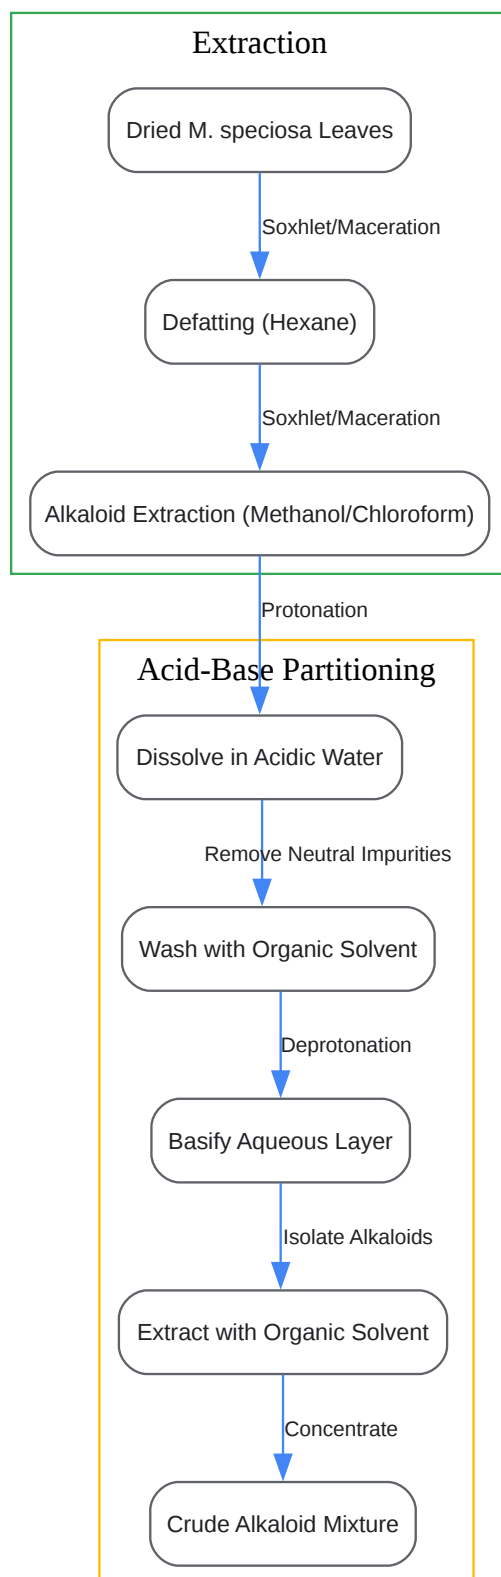 Extraction
Dried M. speciosa Leaves
Soxhlet/Maceration
Defatting (Hexane)
Soxhlet/Maceration
Alkaloid Extraction (Methanol/Chloroform)
Protonation
Acid-Base Partitioning
Dissolve in Acidic Water
Remove Neutral Impurities
Wash with Organic Solvent
Deprotonation
Basify Aqueous Layer
Isolate Alkaloids
Extract with Organic Solvent
Concentrate
Crude Alkaloid Mixture